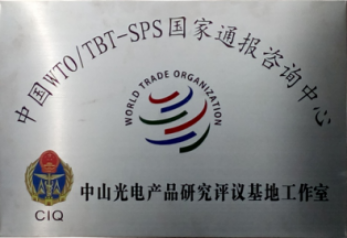 中国WTO/TBT-SPS国家通报咨询中心
WORLD TRADE ORGANIZATION
中山光电产品研究评议基地工作室
CIQ